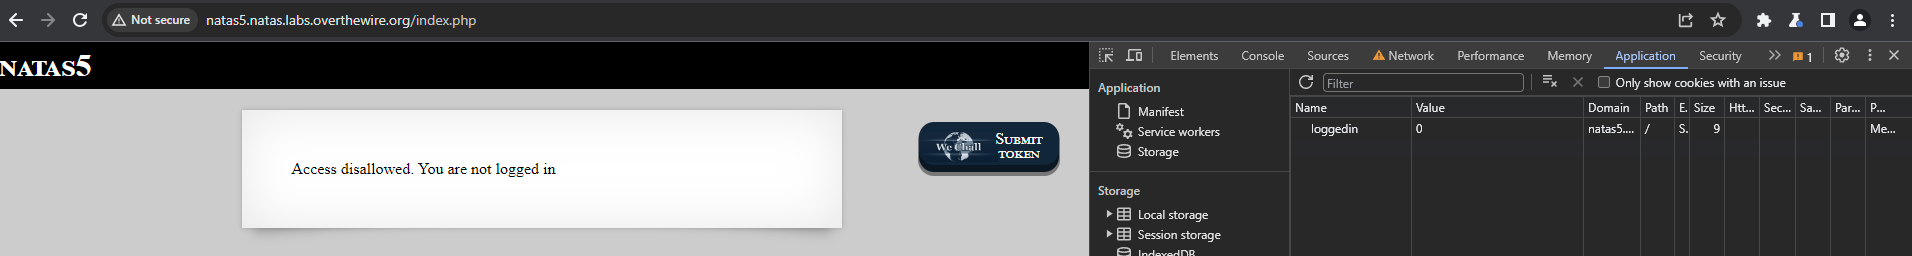 Not secure natas5.natas.labs.overthewire.org/index.php
NATAS5
Access disallowed. You are not logged in
We Chall
SUBMIT
TOKEN
Elements Console Sources Network Performance Memory Application Security 1
Application
Manifest
Service workers
Storage
Storage
Local storage
Session storage
IndexedDB
Filter Only show cookies with an issue
Name Value Domain Path E. Size Htt... Sec... Sa... Par... P...
loggedin 0 natas5.... / S. 9 Me...